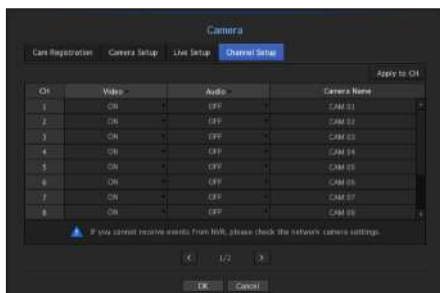 Camera
Cam Registration Camera Setup Live Setup Channel Setup
Apply to CH
CH Video Audio Camera Name
1 ON OFF CAM 01
2 ON OFF CAM 02
3 ON OFF CAM 03
4 ON OFF CAM 04
5 ON OFF CAM 05
6 ON OFF CAM 06
7 ON OFF CAM 07
8 ON OFF CAM 08
If you cannot receive events from NVR, please check the network camera settings.
< 1/2 >
OK Cancel